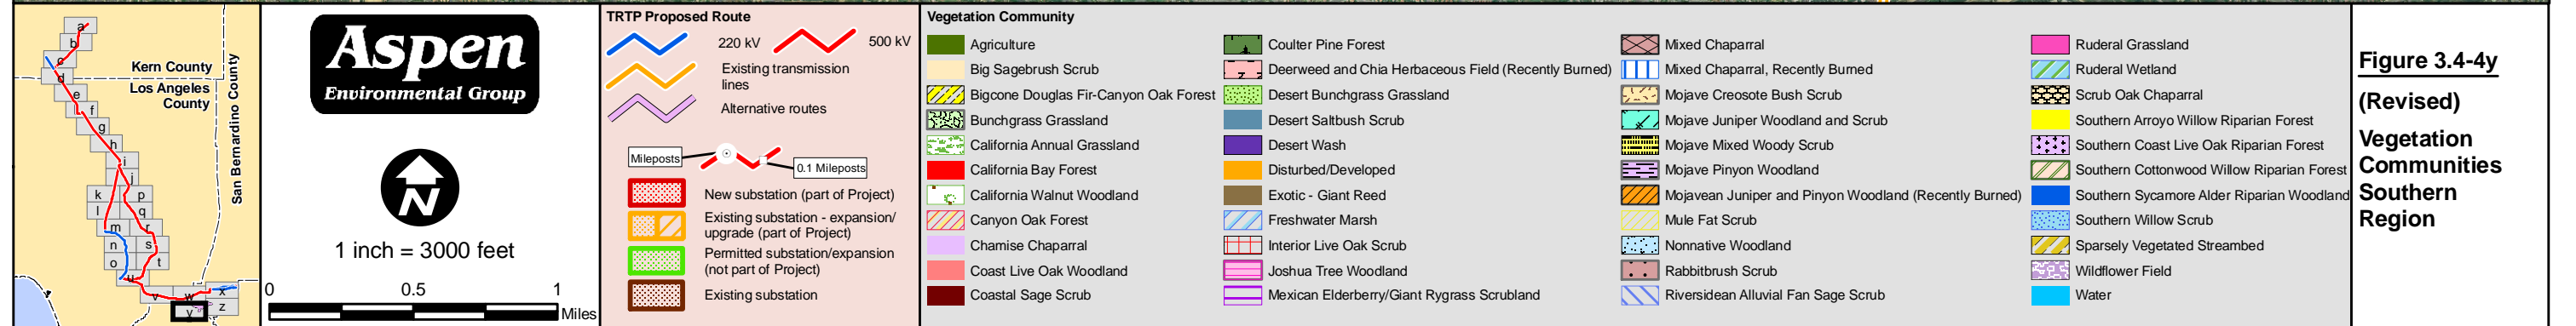 a
b
c
d
e
f
g
h
i
j
k
p
l
q
m
r
n
s
o
t
u
v
w
x
y
z
Kern County
Los Angeles
County
San Bernardino County
Aspen
Environmental Group
N
1 inch = 3000 feet
0 0.5 1
Miles
TRTP Proposed Route
220 kV
500 kV
Existing transmission
lines
Alternative routes
Mileposts
0.1 Mileposts
New substation (part of Project)
Existing substation - expansion/
upgrade (part of Project)
Permitted substation/expansion
(not part of Project)
Existing substation
Vegetation Community
Agriculture
Big Sagebrush Scrub
Bigcone Douglas Fir-Canyon Oak Forest
Bunchgrass Grassland
California Annual Grassland
California Bay Forest
California Walnut Woodland
Canyon Oak Forest
Chamise Chaparral
Coast Live Oak Woodland
Coastal Sage Scrub
Coulter Pine Forest
Deerweed and Chia Herbaceous Field (Recently Burned)
Desert Bunchgrass Grassland
Desert Saltbush Scrub
Desert Wash
Disturbed/Developed
Exotic - Giant Reed
Freshwater Marsh
Interior Live Oak Scrub
Joshua Tree Woodland
Mexican Elderberry/Giant Rygrass Scrubland
Mixed Chaparral
Mixed Chaparral, Recently Burned
Mojave Creosote Bush Scrub
Mojave Juniper Woodland and Scrub
Mojave Mixed Woody Scrub
Mojave Pinyon Woodland
Mojavean Juniper and Pinyon Woodland (Recently Burned)
Mule Fat Scrub
Nonnative Woodland
Rabbitbrush Scrub
Riversidean Alluvial Fan Sage Scrub
Ruderal Grassland
Ruderal Wetland
Scrub Oak Chaparral
Southern Arroyo Willow Riparian Forest
Southern Coast Live Oak Riparian Forest
Southern Cottonwood Willow Riparian Forest
Southern Sycamore Alder Riparian Woodland
Southern Willow Scrub
Sparsely Vegetated Streambed
Wildflower Field
Water
Figure 3.4-4y
(Revised)
Vegetation
Communities
Southern
Region